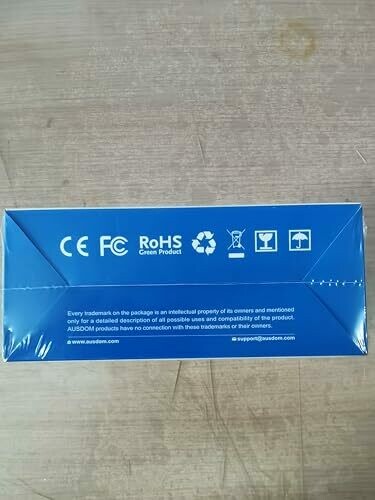 CE FC RoHS
Green Product
Every trademark on the package is an intellectual property of its owners and mentioned
only for a detailed description of all possible uses and compatibility of the product.
AUSDOM products have no connection with these trademarks or their owners.
www.ausdom.com support@ausdom.com